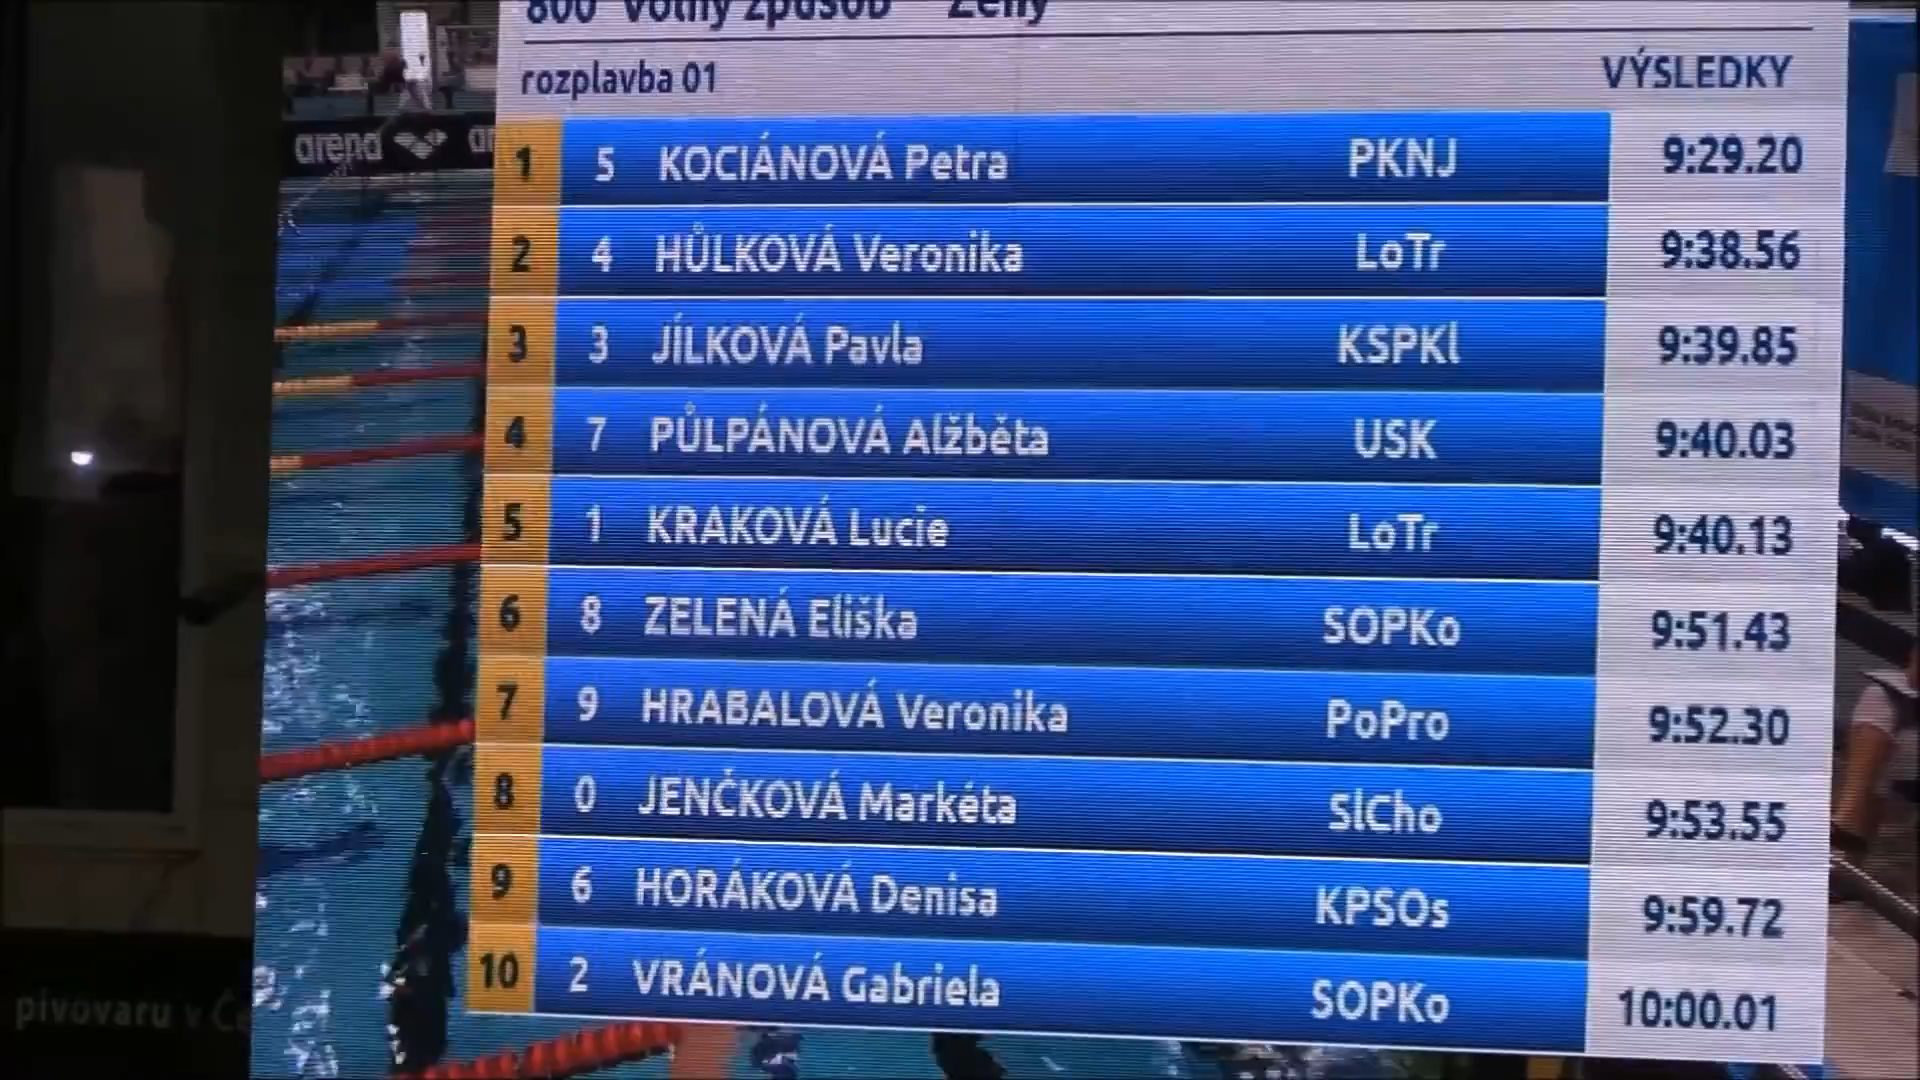 800 volný způsob Ženy
rozplavba 01 VÝSLEDKY
arena
1 5 KOCIÁNOVÁ Petra PKNJ 9:29.20
2 4 HŮLKOVÁ Veronika LoTr 9:38.56
3 3 JÍLKOVÁ Pavla KSPKl 9:39.85
4 7 PŮLPÁNOVÁ Alžběta USK 9:40.03
5 1 KRAKOVÁ Lucie LoTr 9:40.13
6 8 ZELENÁ Eliška SOPKo 9:51.43
7 9 HRABALOVÁ Veronika PoPro 9:52.30
8 0 JENČKOVÁ Markéta SlCho 9:53.55
9 6 HORÁKOVÁ Denisa KPSOs 9:59.72
10 2 VRÁNOVÁ Gabriela SOPKo 10:00.01
pivovaru v